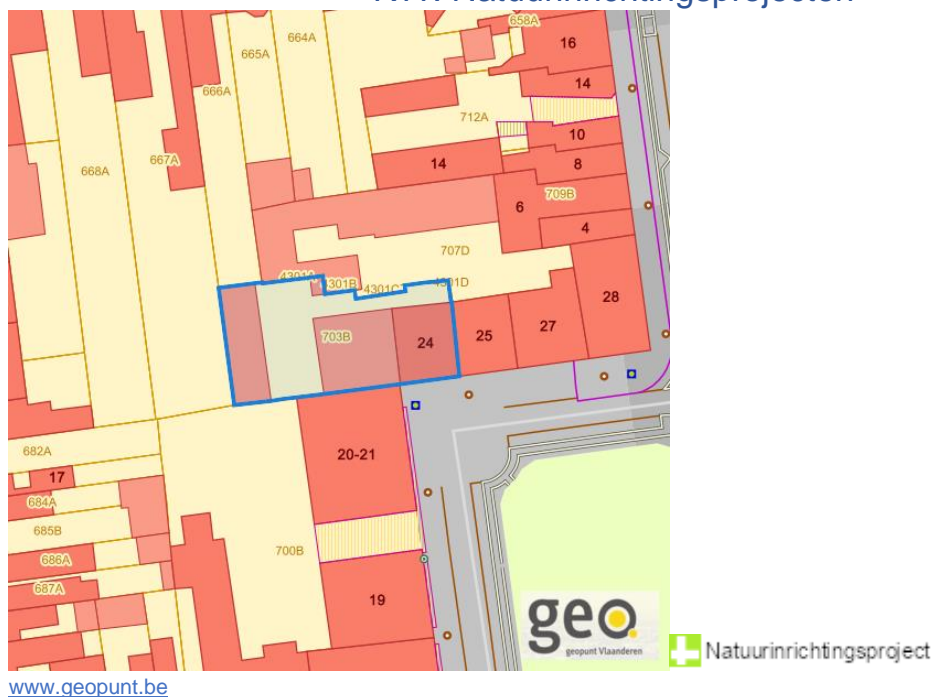 658A
664A
16
665A
14
666A
712A
10
667A
14
8
668A
709B
6
4
707D
4301A
4301B
4301C
4301D
28
703B
24
25
27
682A
20-21
17
684A
685B
700B
686A
687A
19
geo
geopunt Vlaanderen
Natuurinrichtingsproject
www.geopunt.be